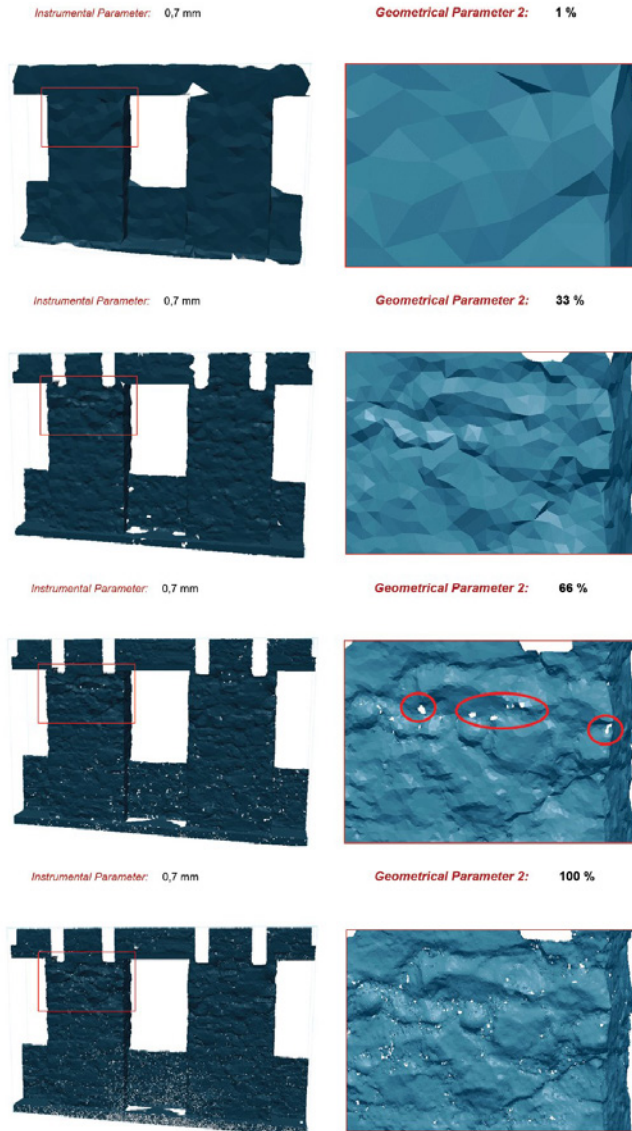 Instrumental Parameter: 0,7 mm Geometrical Parameter 2: 1 %
Instrumental Parameter: 0,7 mm Geometrical Parameter 2: 33 %
Instrumental Parameter: 0,7 mm Geometrical Parameter 2: 66 %
Instrumental Parameter: 0,7 mm Geometrical Parameter 2: 100 %